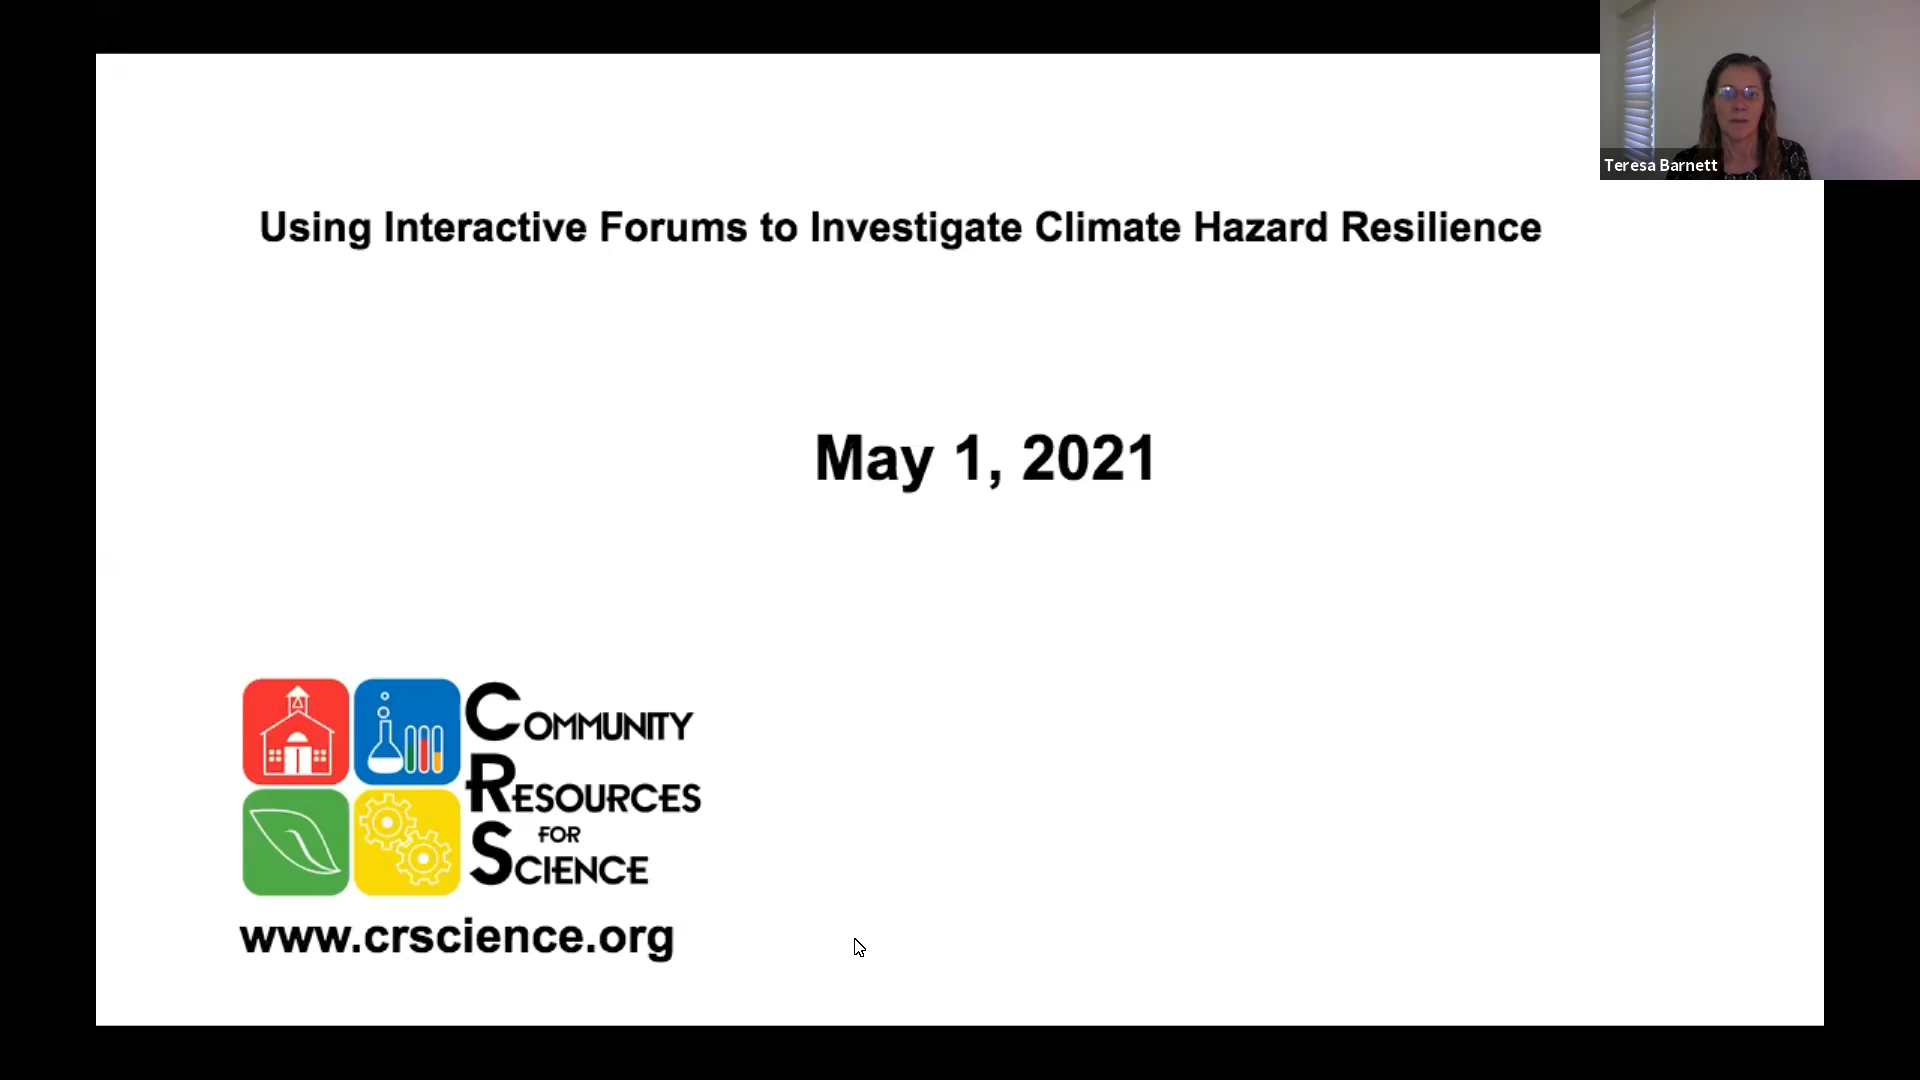 Teresa Barnett
Using Interactive Forums to Investigate Climate Hazard Resilience
May 1, 2021
COMMUNITY
RESOURCES
FOR
SCIENCE
www.crscience.org